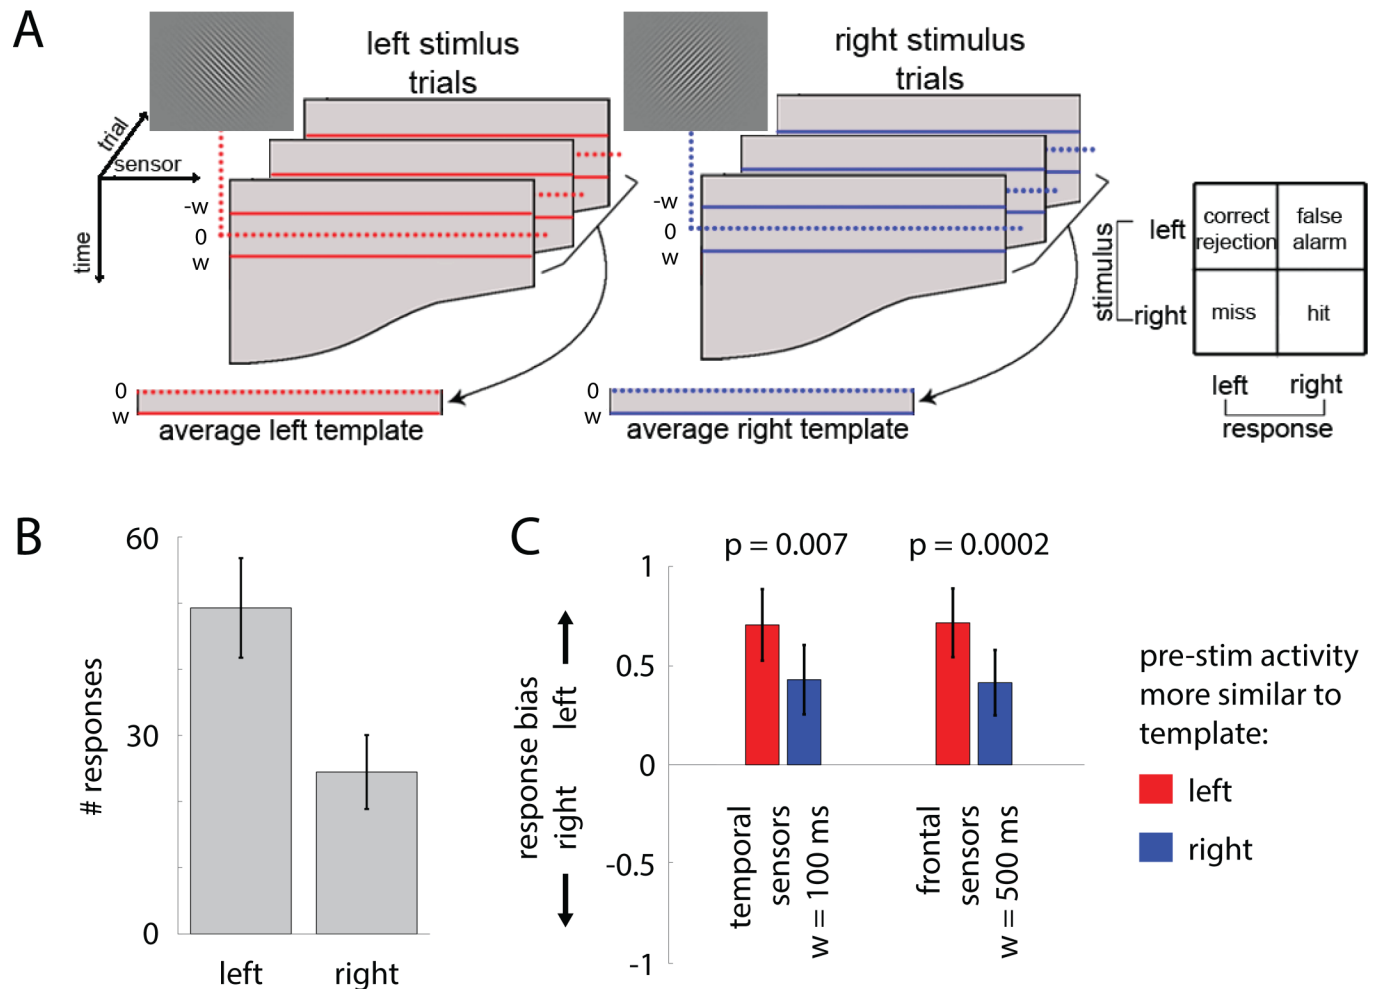 A
left stimlus
trials
right stimulus
trials
trial
sensor
time
-w
0
w
-w
0
w
0
w
average left template
0
w
average right template
stimulus
left
right
correct
rejection
false
alarm
miss
hit
left
right
response
B
# responses
60
30
0
left
right
C
p = 0.007
p = 0.0002
response bias
right
left
1
0.5
0
-0.5
-1
temporal
sensors
w = 100 ms
frontal
sensors
w = 500 ms
pre-stim activity
more similar to
template:
left
right